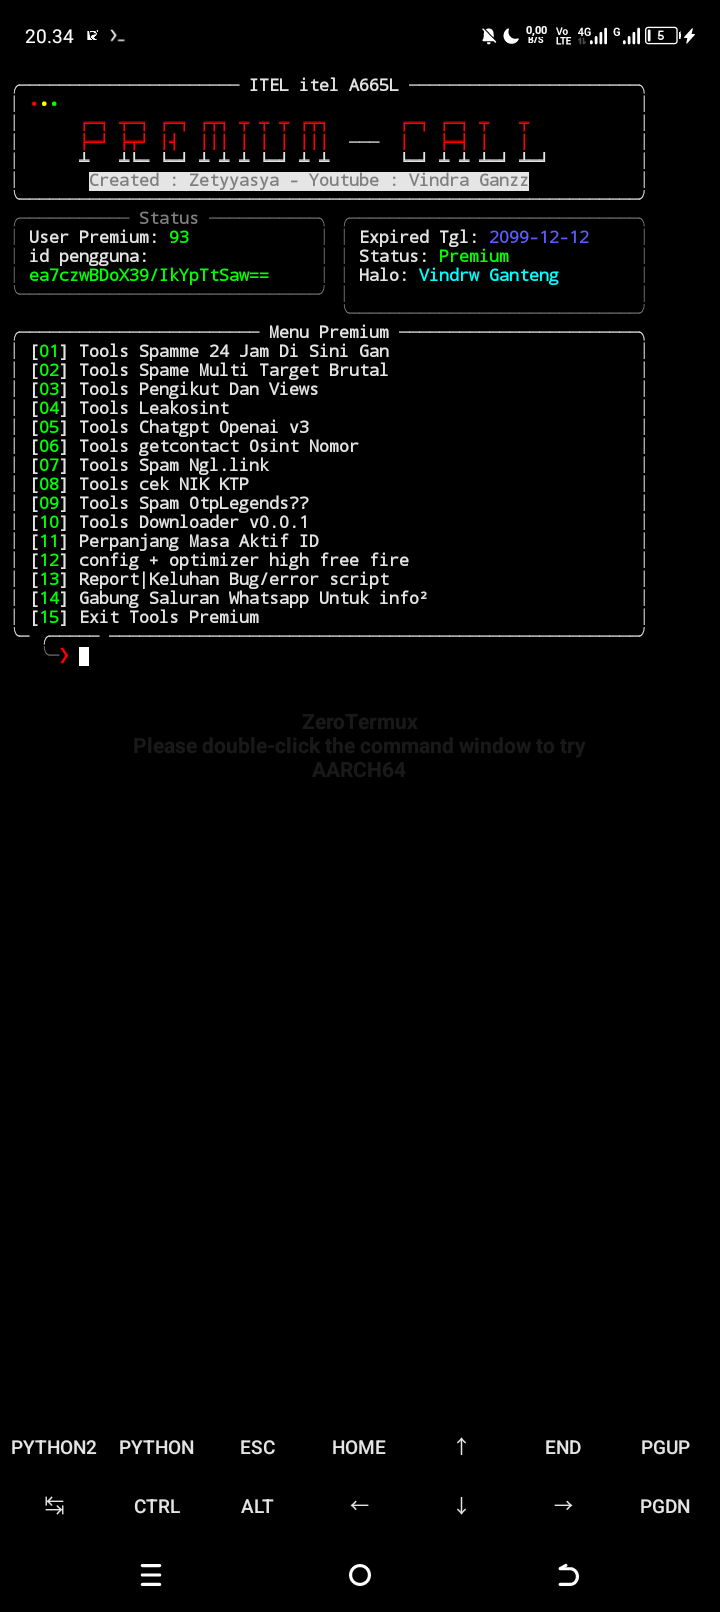 20.34
0,00 B/S Vo LTE 4G G 5
ITEL itel A665L
PREMIUM - CALL
Created : Zetyyasya - Youtube : Vindra Ganzz
Status
User Premium: 93
id pengguna:
ea7czwBDoX39/IkYpTtSaw==
Expired Tgl: 2099-12-12
Status: Premium
Halo: Vindrw Ganteng
Menu Premium
[01] Tools Spamme 24 Jam Di Sini Gan
[02] Tools Spame Multi Target Brutal
[03] Tools Pengikut Dan Views
[04] Tools Leakosint
[05] Tools Chatgpt Openai v3
[06] Tools getcontact Osint Nomor
[07] Tools Spam Ngl.link
[08] Tools cek NIK KTP
[09] Tools Spam OtpLegends??
[10] Tools Downloader v0.0.1
[11] Perpanjang Masa Aktif ID
[12] config + optimizer high free fire
[13] Report|Keluhan Bug/error script
[14] Gabung Saluran Whatsapp Untuk info²
[15] Exit Tools Premium
❯
ZeroTermux
Please double-click the command window to try
AARCH64
PYTHON2 PYTHON ESC HOME ↑ END PGUP
↹ CTRL ALT ← ↓ → PGDN